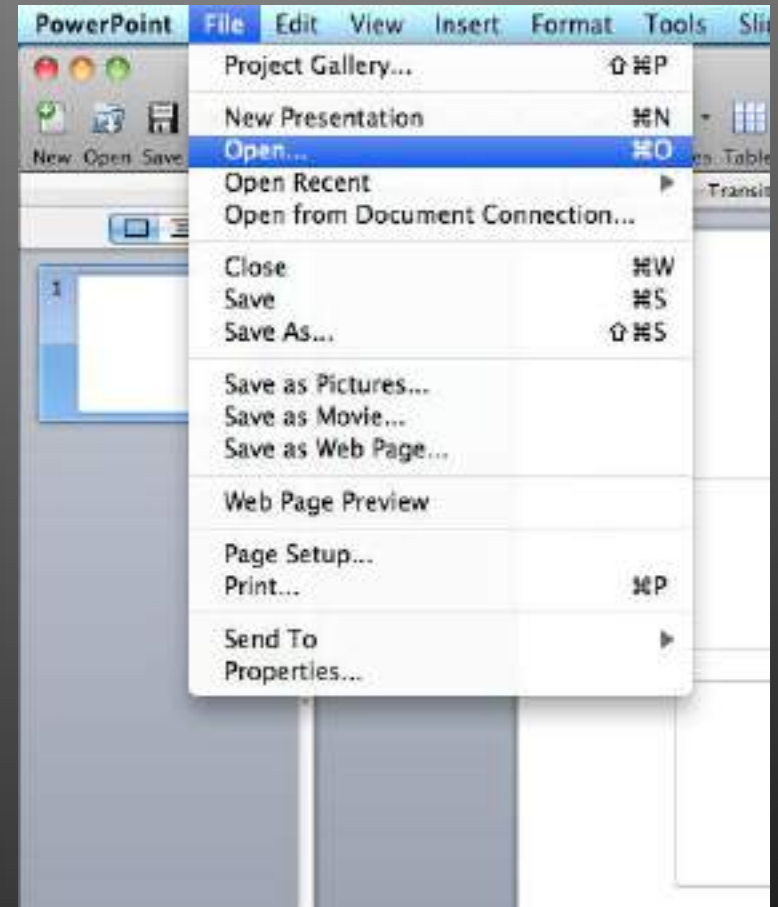 PowerPoint File Edit View Insert Format Tools
Project Gallery... ⇧⌘P
New Presentation ⌘N
New Open Save
Open... ⌘O
Table
Open Recent ▶
Open from Document Connection...
Close ⌘W
1
Save ⌘S
Save As... ⇧⌘S
Save as Pictures...
Save as Movie...
Save as Web Page...
Web Page Preview
Page Setup...
Print... ⌘P
Send To ▶
Properties...